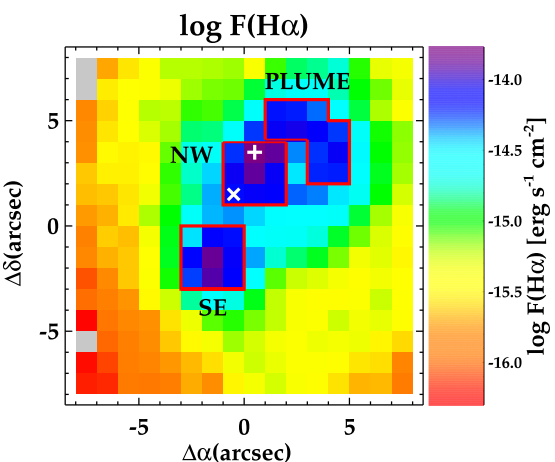 log F(Hα)
PLUME
NW
SE
5
0
-5
Δδ(arcsec)
-5 0 5
Δα(arcsec)
-14.0
-14.5
-15.0
-15.5
-16.0
log F(Hα) [erg s⁻¹ cm⁻²]